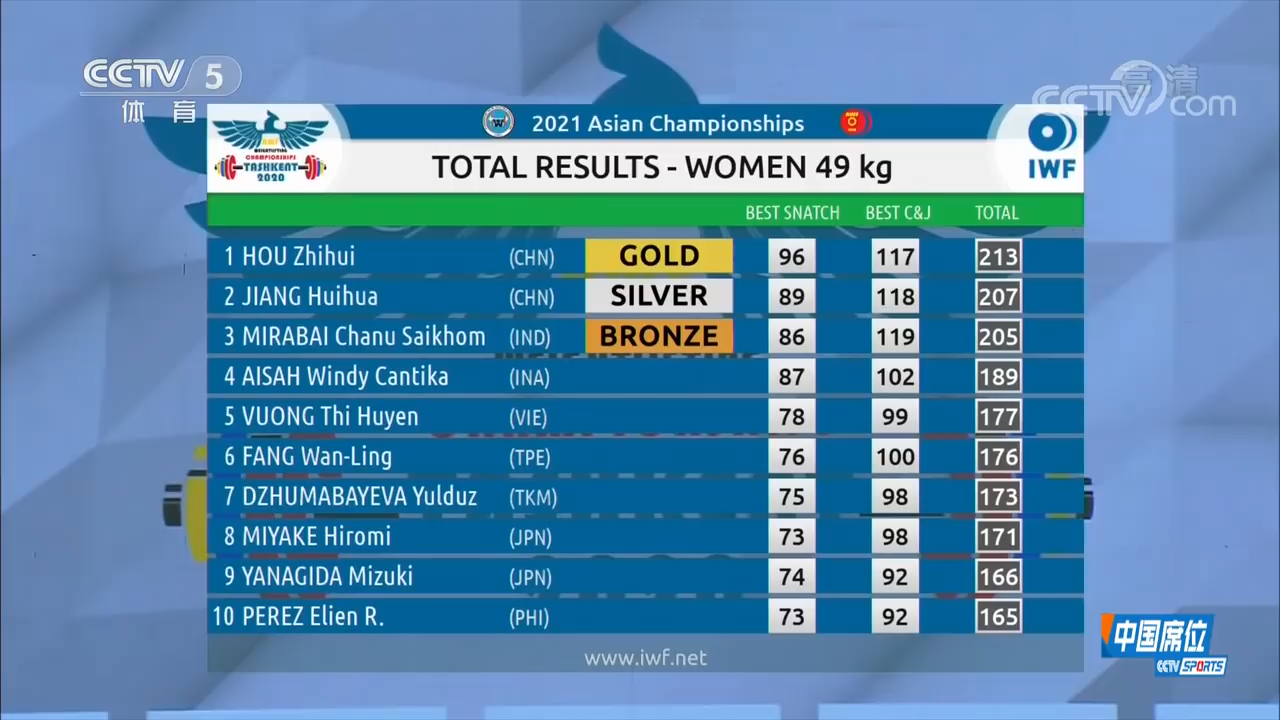 CCTV 5
体育
高清
CCTV.com
AWF
WEIGHTLIFTING
CHAMPIONSHIPS
TASHKENT
2020
2021 Asian Championships
TOTAL RESULTS - WOMEN 49 kg
IWF
BEST SNATCH BEST C&J TOTAL
1 HOU Zhihui (CHN) GOLD 96 117 213
2 JIANG Huihua (CHN) SILVER 89 118 207
3 MIRABAI Chanu Saikhom (IND) BRONZE 86 119 205
4 AISAH Windy Cantika (INA) 87 102 189
5 VUONG Thi Huyen (VIE) 78 99 177
6 FANG Wan-Ling (TPE) 76 100 176
7 DZHUMABAYEVA Yulduz (TKM) 75 98 173
8 MIYAKE Hiromi (JPN) 73 98 171
9 YANAGIDA Mizuki (JPN) 74 92 166
10 PEREZ Elien R. (PHI) 73 92 165
www.iwf.net
中国席位
CCTV SPORTS